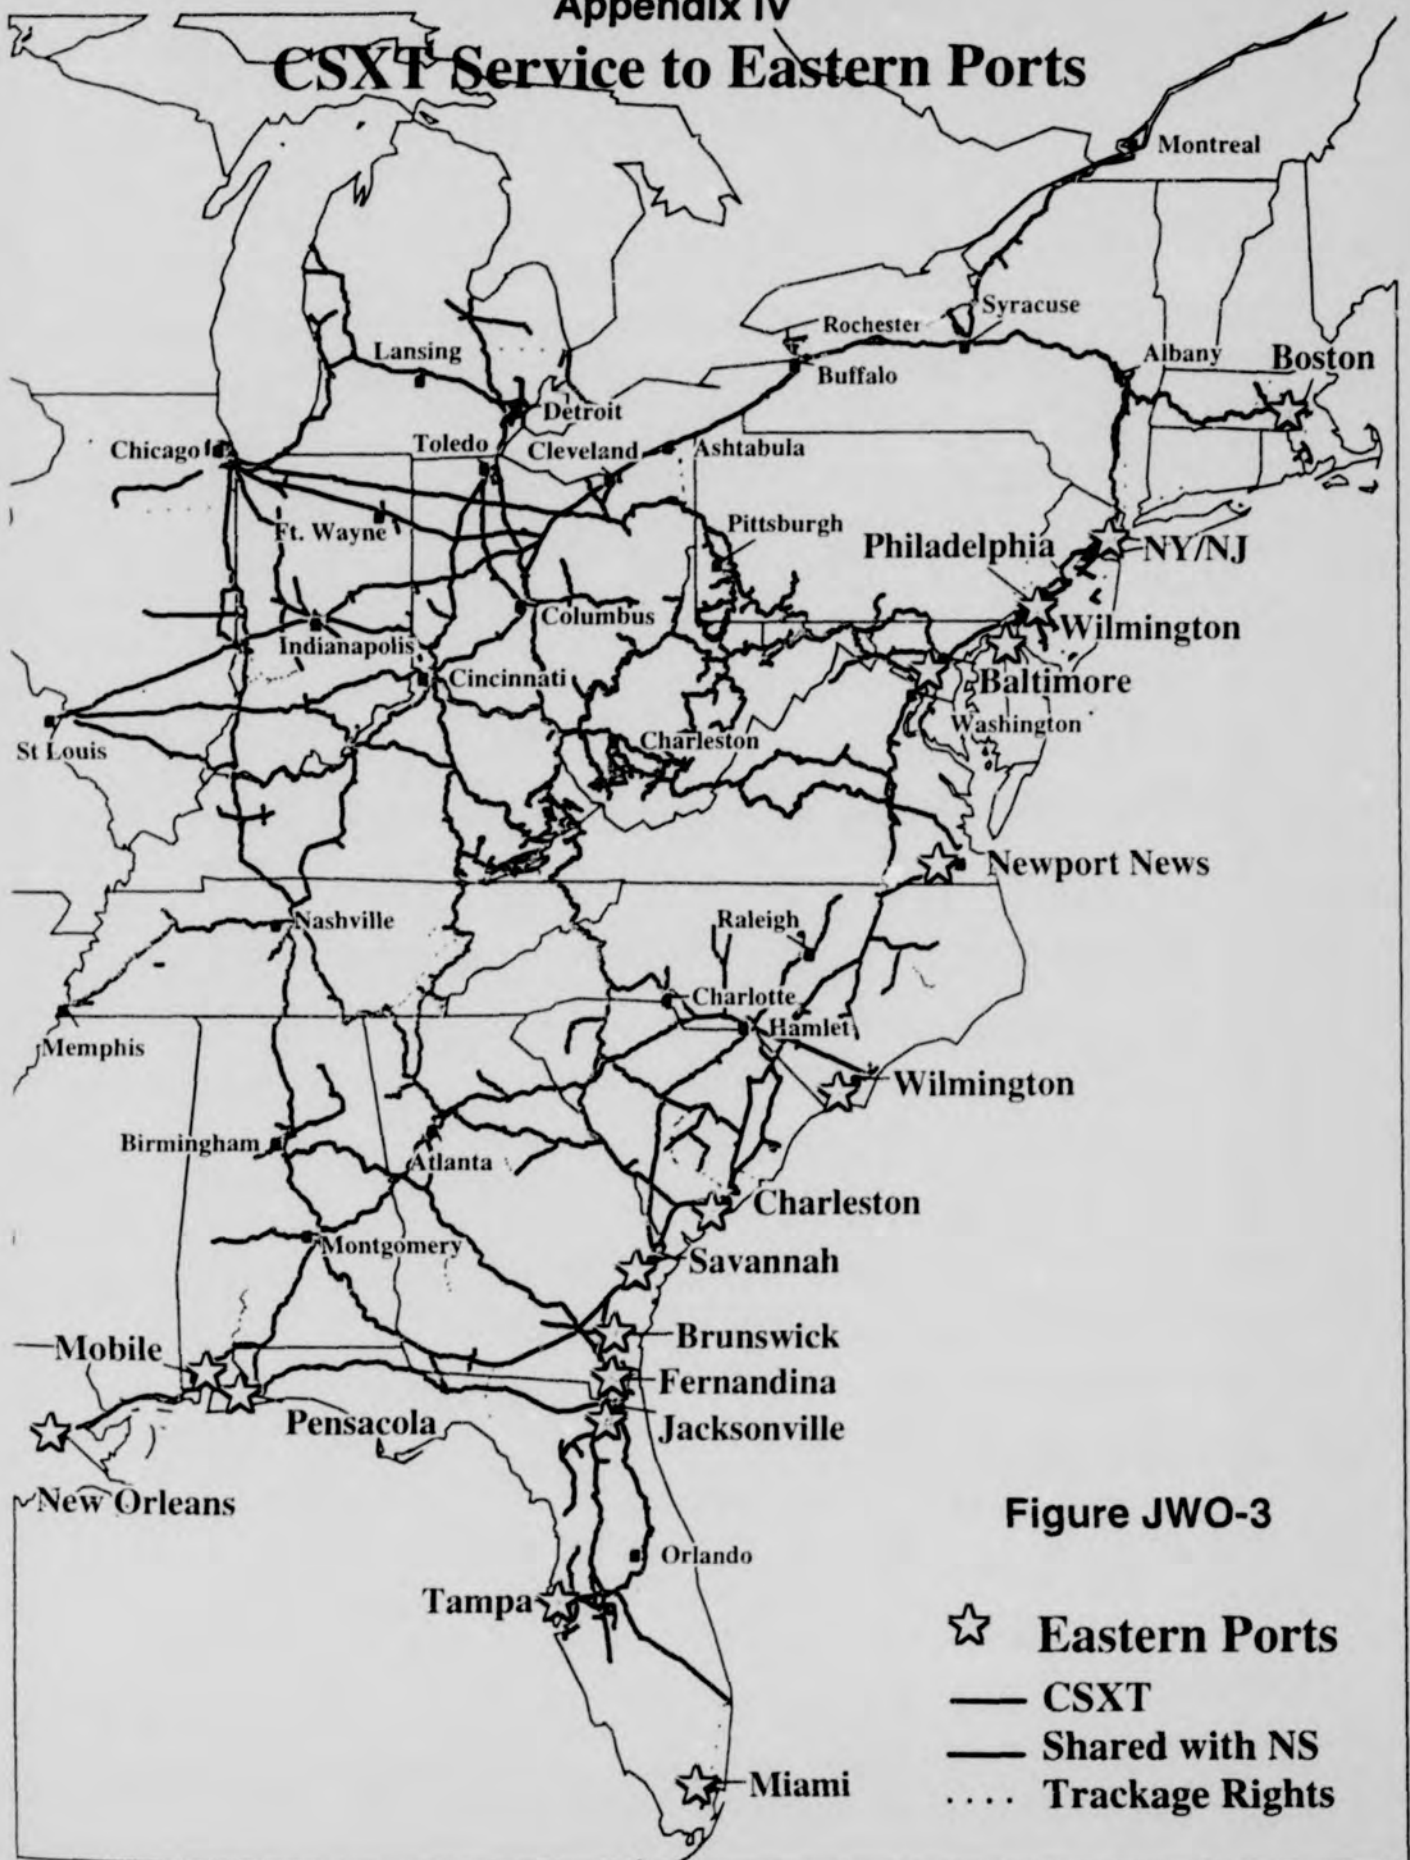 Appendix IV
CSXT Service to Eastern Ports
Montreal
Syracuse
Rochester
Albany
Boston
Lansing
Buffalo
Detroit
Chicago
Toledo
Cleveland
Ashtabula
Ft. Wayne
Pittsburgh
Philadelphia
NY/NJ
Columbus
Wilmington
Indianapolis
Cincinnati
Baltimore
Washington
St Louis
Charleston
Newport News
Nashville
Raleigh
Charlotte
Hamlet
Memphis
Wilmington
Birmingham
Atlanta
Charleston
Montgomery
Savannah
Brunswick
Mobile
Fernandina
Pensacola
Jacksonville
New Orleans
Figure JWO-3
Orlando
Tampa
Eastern Ports
CSXT
Shared with NS
Miami
Trackage Rights